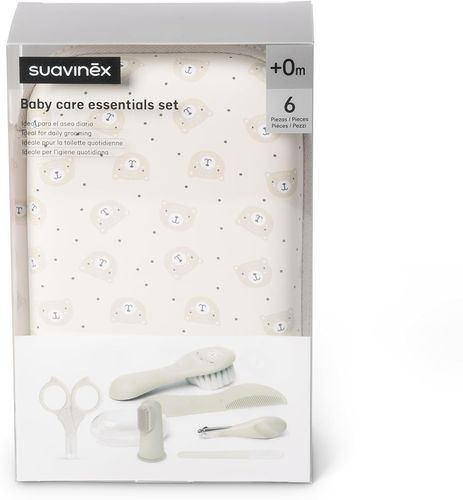 suavinēx
+0m
Baby care essentials set
6
Piezas / Pieces
Pièces / Pezzi
Ideal para el aseo diario
Ideal for daily grooming
Idéale pour la toilette quotidienne
Ideale per l'igiene quotidiana